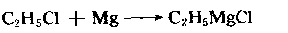 C₂H₅Cl + Mg ⟶ C₂H₅MgCl